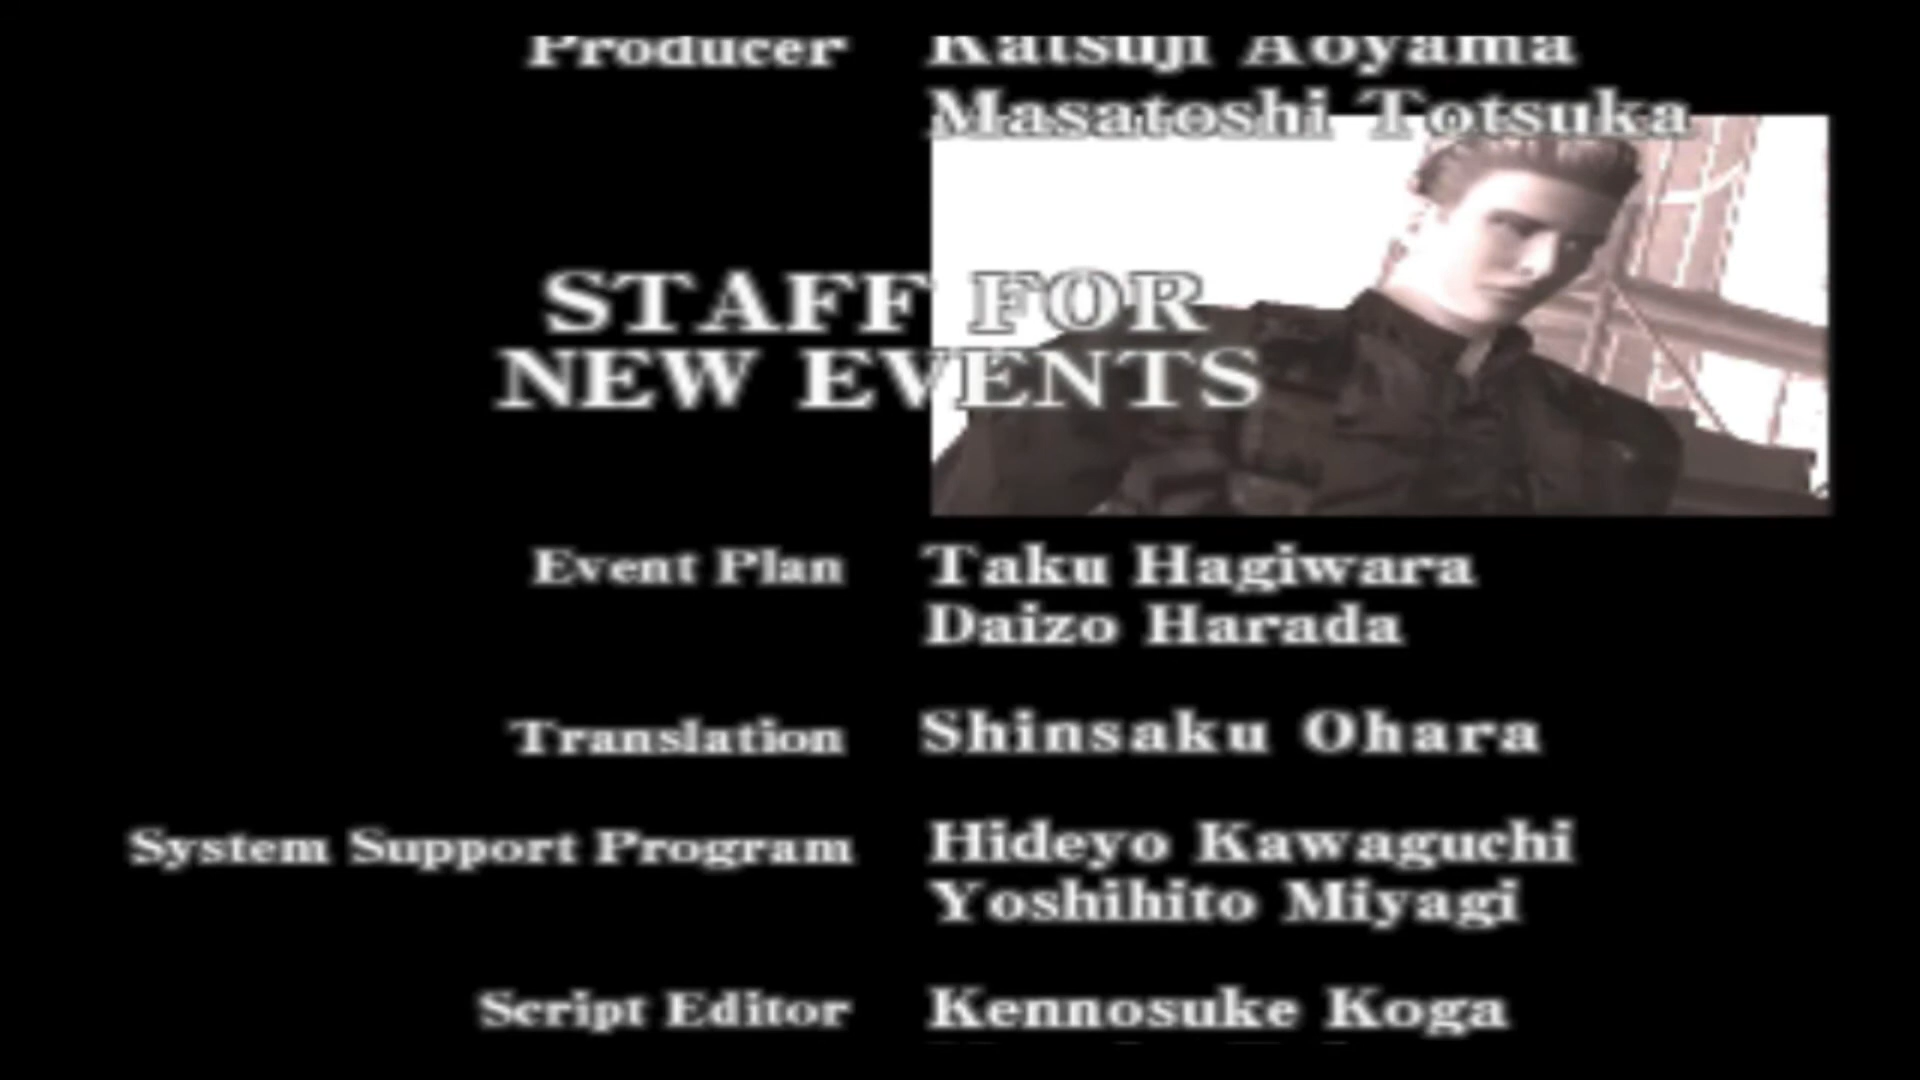 Producer Katsuji Aoyama
Masatoshi Totsuka
STAFF FOR
NEW EVENTS
Event Plan Taku Hagiwara
Daizo Harada
Translation Shinsaku Ohara
System Support Program Hideyo Kawaguchi
Yoshihito Miyagi
Script Editor Kennosuke Koga